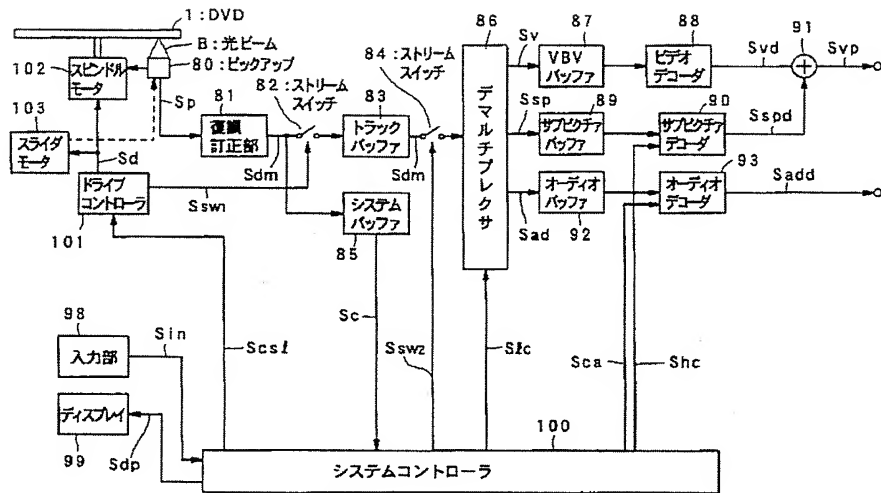 1:DVD
B:光ビーム
80:ピックアップ
102
スピンドル
モータ
103
スライダ
モータ
Sp
81
復調
訂正部
82:ストリーム
スイッチ
Sdm
83
トラック
バッファ
84:ストリーム
スイッチ
Sdm
86
デマルチプレクサ
Sv
87
VBV
バッファ
88
ビデオ
デコーダ
Svd
91
Svp
Ssp
89
サブピクチャ
バッファ
90
サブピクチャ
デコーダ
Sspd
Sad
オーディオ
バッファ
92
93
オーディオ
デコーダ
Sadd
Sd
ドライブ
コントローラ
101
Ssw1
システム
バッファ
85
98
入力部
Sin
ディスプレイ
99
Sdp
Scsl
Sc
Ssw2
Slc
Sca
Shc
100
システムコントローラ